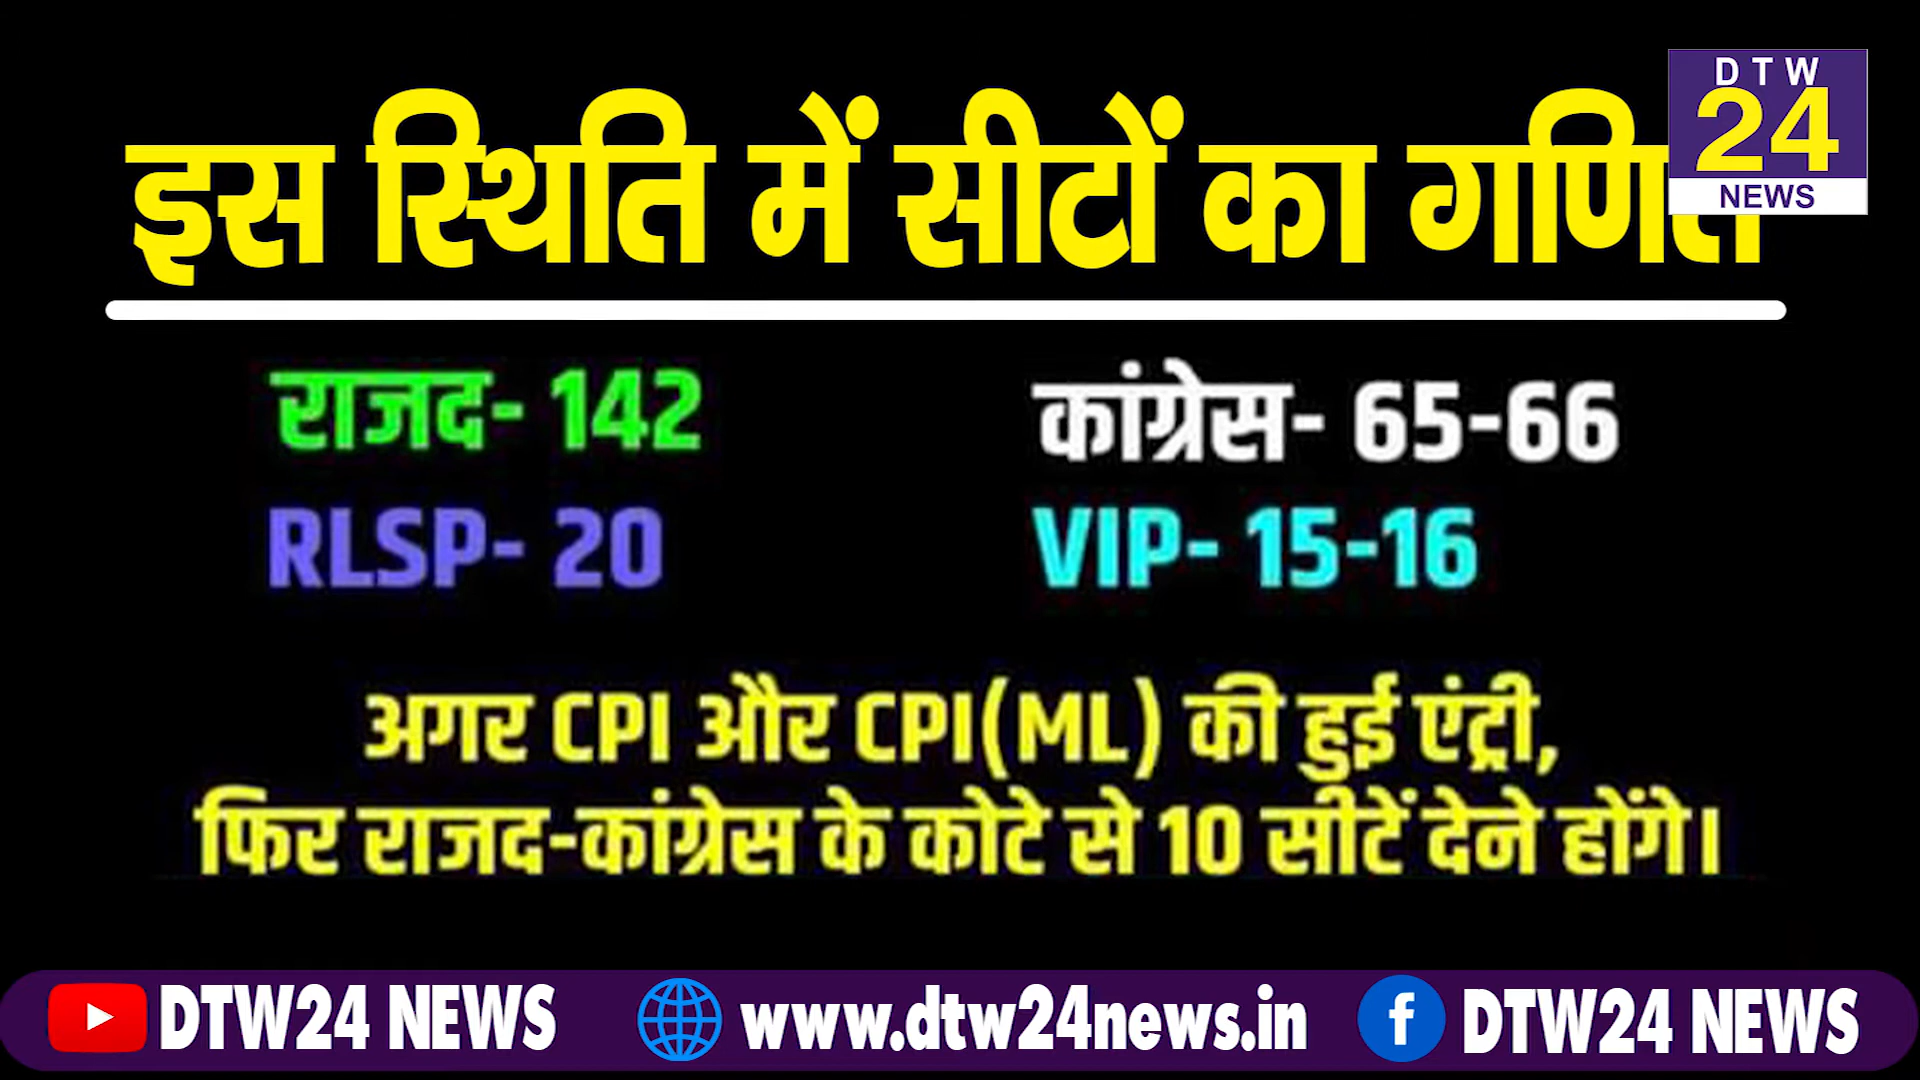 इस स्थिति में सीटों का गणित
D T W
24
NEWS
राजद- 142
कांग्रेस- 65-66
RLSP- 20
VIP- 15-16
अगर CPI और CPI(ML) की हुई एंट्री,
फिर राजद-कांग्रेस के कोटे से 10 सीटें देने होंगे।
DTW24 NEWS
www.dtw24news.in
DTW24 NEWS